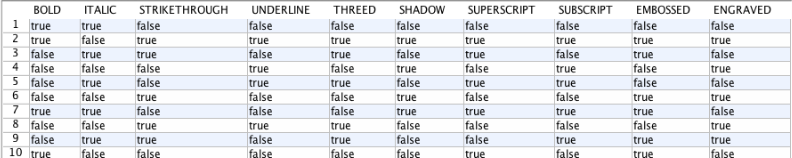 BOLD ITALIC STRIKETHROUGH UNDERLINE THREED SHADOW SUPERSCRIPT SUBSCRIPT EMBOSSED ENGRAVED
1 true true false false false false false false false false
2 true false true true true true false true true true
3 false true true false false false false true false false
4 false true false true false true true false true true
5 false true true false true false false true true false
6 false false true false false true false false true true
7 true true false false true false true true false true
8 false false true true true false false false false true
9 false true true false false false false true true false
10 true false false false true false true false true false